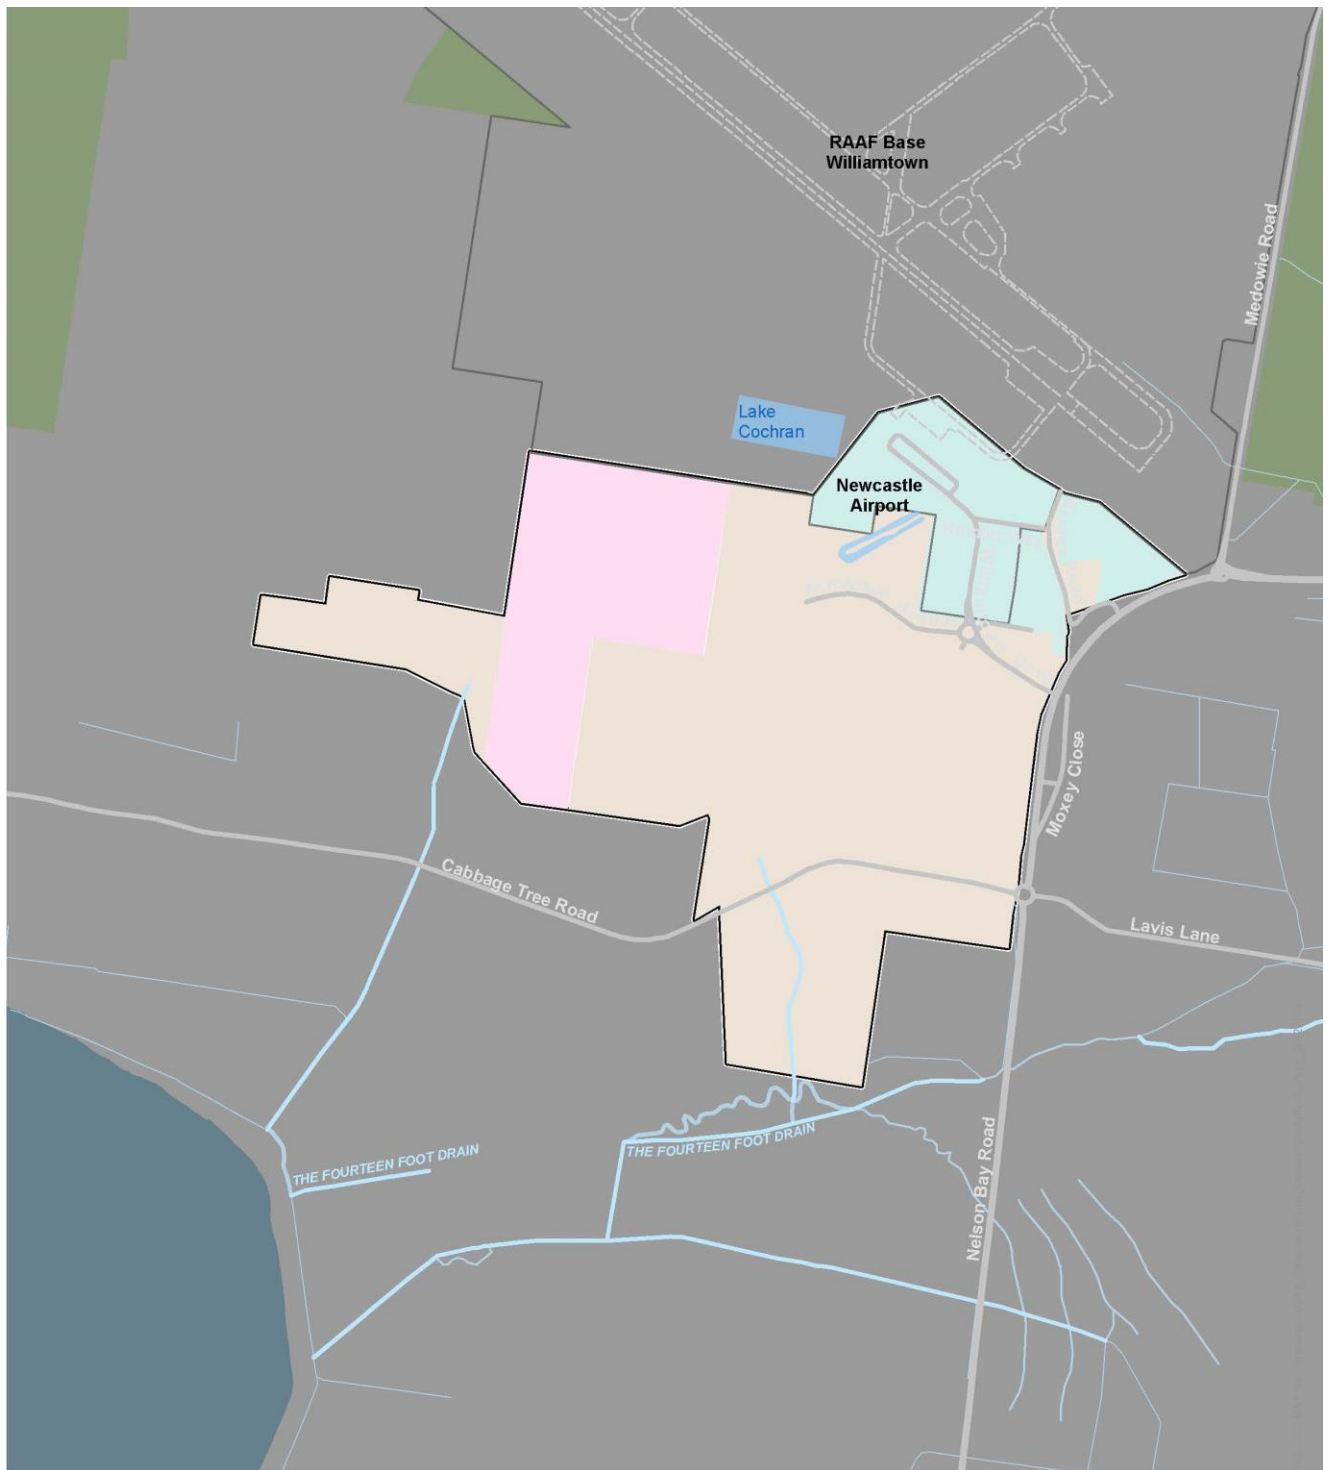 RAAF Base
Williamtown
Medowie Road
Lake
Cochran
Newcastle
Airport
Moxey Close
Cabbage Tree Road
Lavis Lane
THE FOURTEEN FOOT DRAIN
THE FOURTEEN FOOT DRAIN
Nelson Bay Road